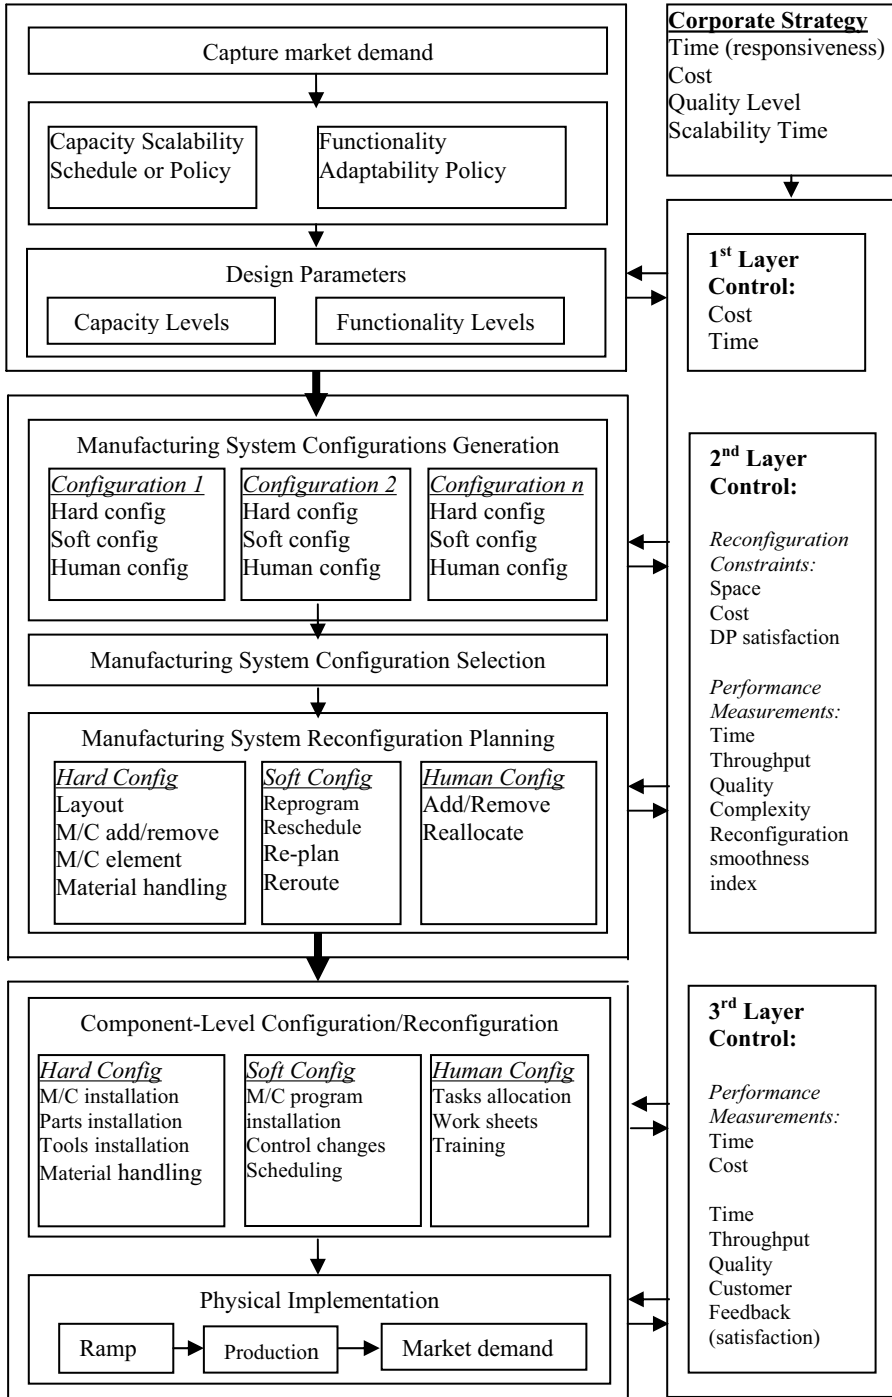 Capture market demand
Capacity Scalability
Schedule or Policy
Functionality
Adaptability Policy
Design Parameters
Capacity Levels
Functionality Levels
Manufacturing System Configurations Generation
Configuration 1
Hard config
Soft config
Human config
Configuration 2
Hard config
Soft config
Human config
Configuration n
Hard config
Soft config
Human config
Manufacturing System Configuration Selection
Manufacturing System Reconfiguration Planning
Hard Config
Layout
M/C add/remove
M/C element
Material handling
Soft Config
Reprogram
Reschedule
Re-plan
Reroute
Human Config
Add/Remove
Reallocate
Component-Level Configuration/Reconfiguration
Hard Config
M/C installation
Parts installation
Tools installation
Material handling
Soft Config
M/C program
installation
Control changes
Scheduling
Human Config
Tasks allocation
Work sheets
Training
Physical Implementation
Ramp
Production
Market demand
Corporate Strategy
Time (responsiveness)
Cost
Quality Level
Scalability Time
1st Layer
Control:
Cost
Time
2nd Layer
Control:
Reconfiguration
Constraints:
Space
Cost
DP satisfaction
Performance
Measurements:
Time
Throughput
Quality
Complexity
Reconfiguration
smoothness
index
3rd Layer
Control:
Performance
Measurements:
Time
Cost
Time
Throughput
Quality
Customer
Feedback
(satisfaction)